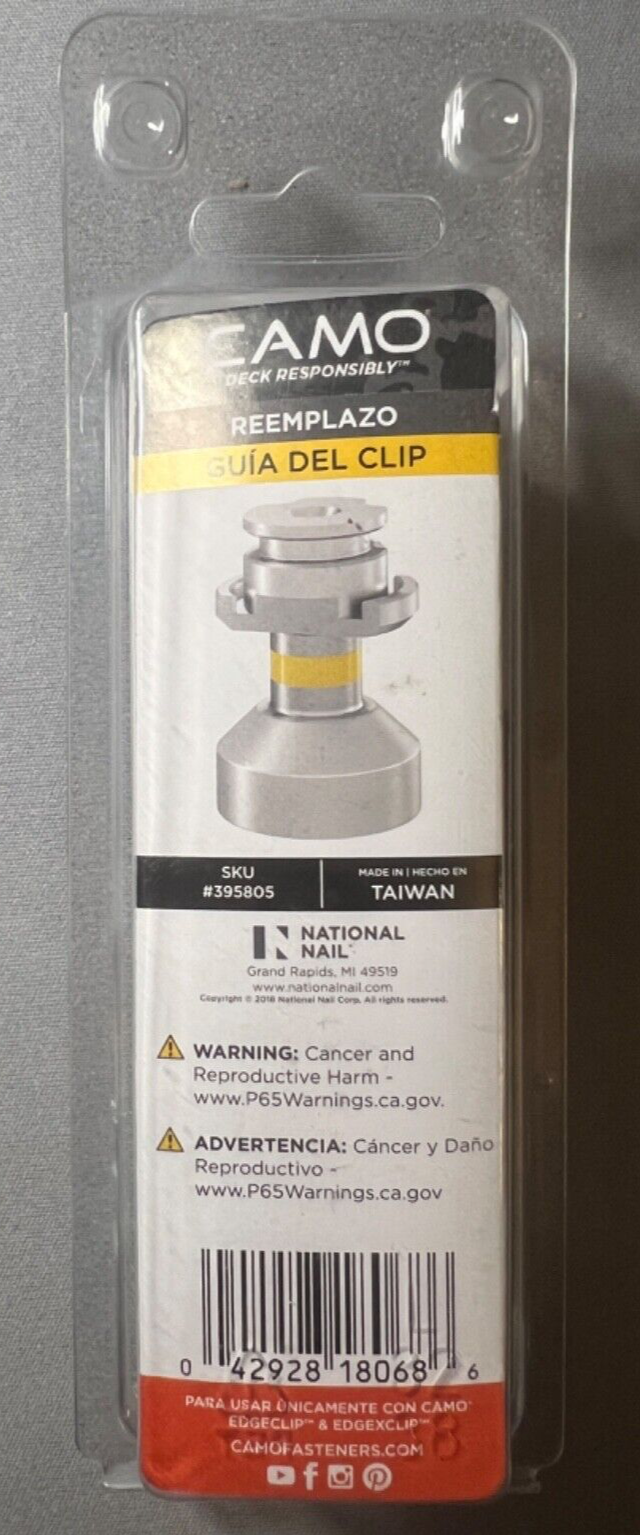 CAMO
DECK RESPONSIBLY™
REEMPLAZO
GUÍA DEL CLIP
SKU
#395805
MADE IN | HECHO EN
TAIWAN
NATIONAL
NAIL
Grand Rapids, MI 49519
www.nationalnail.com
Copyright © 2018 National Nail Corp. All rights reserved.
WARNING: Cancer and
Reproductive Harm -
www.P65Warnings.ca.gov.
ADVERTENCIA: Cáncer y Daño
Reproductivo -
www.P65Warnings.ca.gov
0 42928 18068 6
PARA USAR ÚNICAMENTE CON CAMO®
EDGECLIP™ & EDGEXCLIP™
CAMOFASTENERS.COM